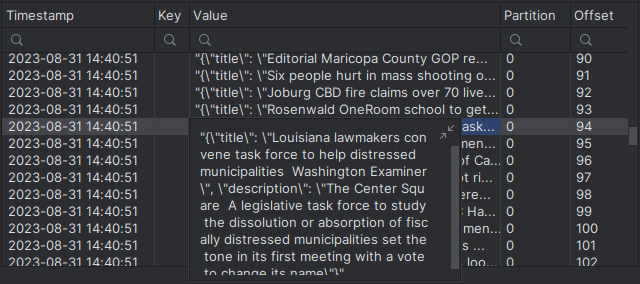 Timestamp Key Value Partition Offset
2023-08-31 14:40:51 "{\"title\": \"Editorial Maricopa County GOP re... 0 90
2023-08-31 14:40:51 "{\"title\": \"Six people hurt in mass shooting o... 0 91
2023-08-31 14:40:51 "{\"title\": \"Joburg CBD fire claims over 70 live... 0 92
2023-08-31 14:40:51 "{\"title\": \"Rosenwald OneRoom school to get... 0 93
2023-08-31 14:40:51 ask... 0 94
"{\"title\": \"Louisiana lawmakers con
vene task force to help distressed
municipalities  Washington Examiner
\", \"description\": \"The Center Squ
are  A legislative task force to study
the dissolution or absorption of fisc
ally distressed municipalities set the
tone in its first meeting with a vote
to change its name\"}"
2023-08-31 14:40:51 men... 0 95
2023-08-31 14:40:51 of Ca... 0 96
2023-08-31 14:40:51 ot ri... 0 97
2023-08-31 14:40:51 ere... 0 98
2023-08-31 14:40:51 Ha... 0 99
2023-08-31 14:40:51 men... 0 100
2023-08-31 14:40:51 s ... 0 101
2023-08-31 14:40:51 loo... 0 102